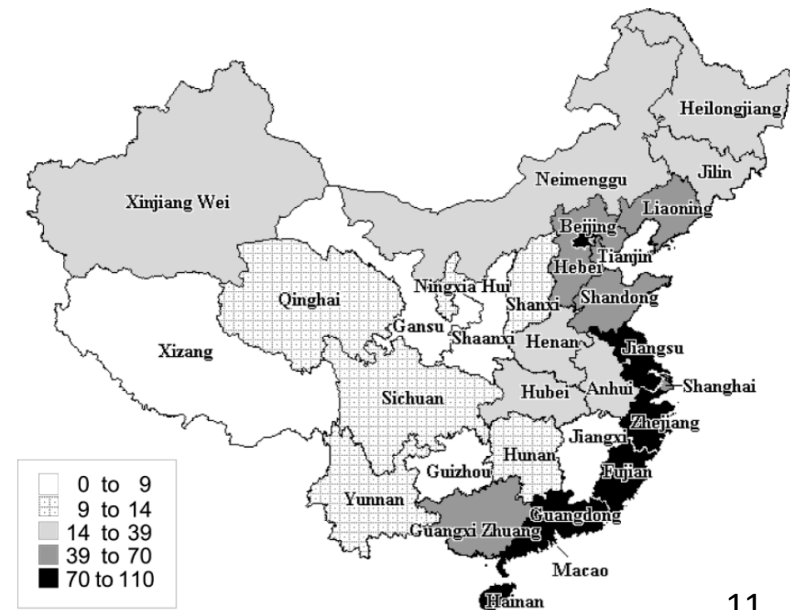 Heilongjiang
Jilin
Neimenggu
Liaoning
Xinjiang Wei
Beijing
Tianjin
Hebei
Ningxia Hui
Qinghai
Shanxi
Shandong
Gansu
Shaanxi
Henan
Xizang
Jiangsu
Shanghai
Sichuan
Hubei
Anhui
Zhejiang
Jiangxi
Hunan
Guizhou
Fujian
Yunnan
Guangdong
Guangxi Zhuang
Macao
Hainan
0 to 9
9 to 14
14 to 39
39 to 70
70 to 110
11